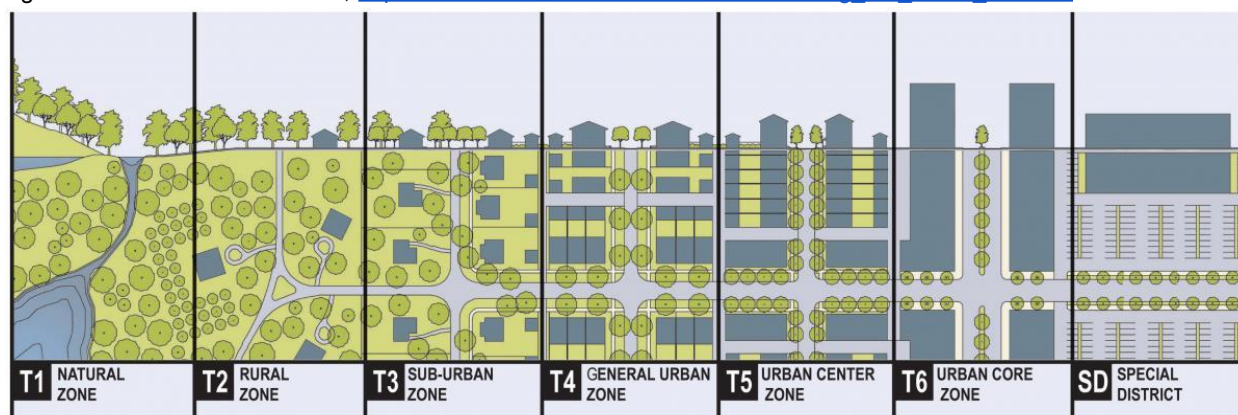 T1 NATURAL
ZONE
T2 RURAL
ZONE
T3 SUB-URBAN
ZONE
T4 GENERAL URBAN
ZONE
T5 URBAN CENTER
ZONE
T6 URBAN CORE
ZONE
SD SPECIAL
DISTRICT